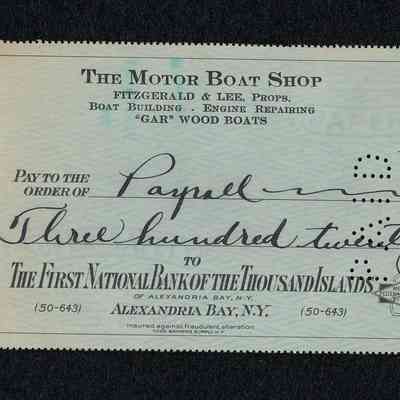 THE MOTOR BOAT SHOP
FITZGERALD & LEE, PROPS.
BOAT BUILDING - ENGINE REPAIRING
"GAR" WOOD BOATS
PAY TO THE
ORDER OF Payroll
Three hundred twent
TO
THE FIRST NATIONAL BANK OF THE THOUSAND ISLANDS
OF ALEXANDRIA BAY, N.Y.
(50-643) ALEXANDRIA BAY, N.Y. (50-643)
Insured against fraudulent alteration